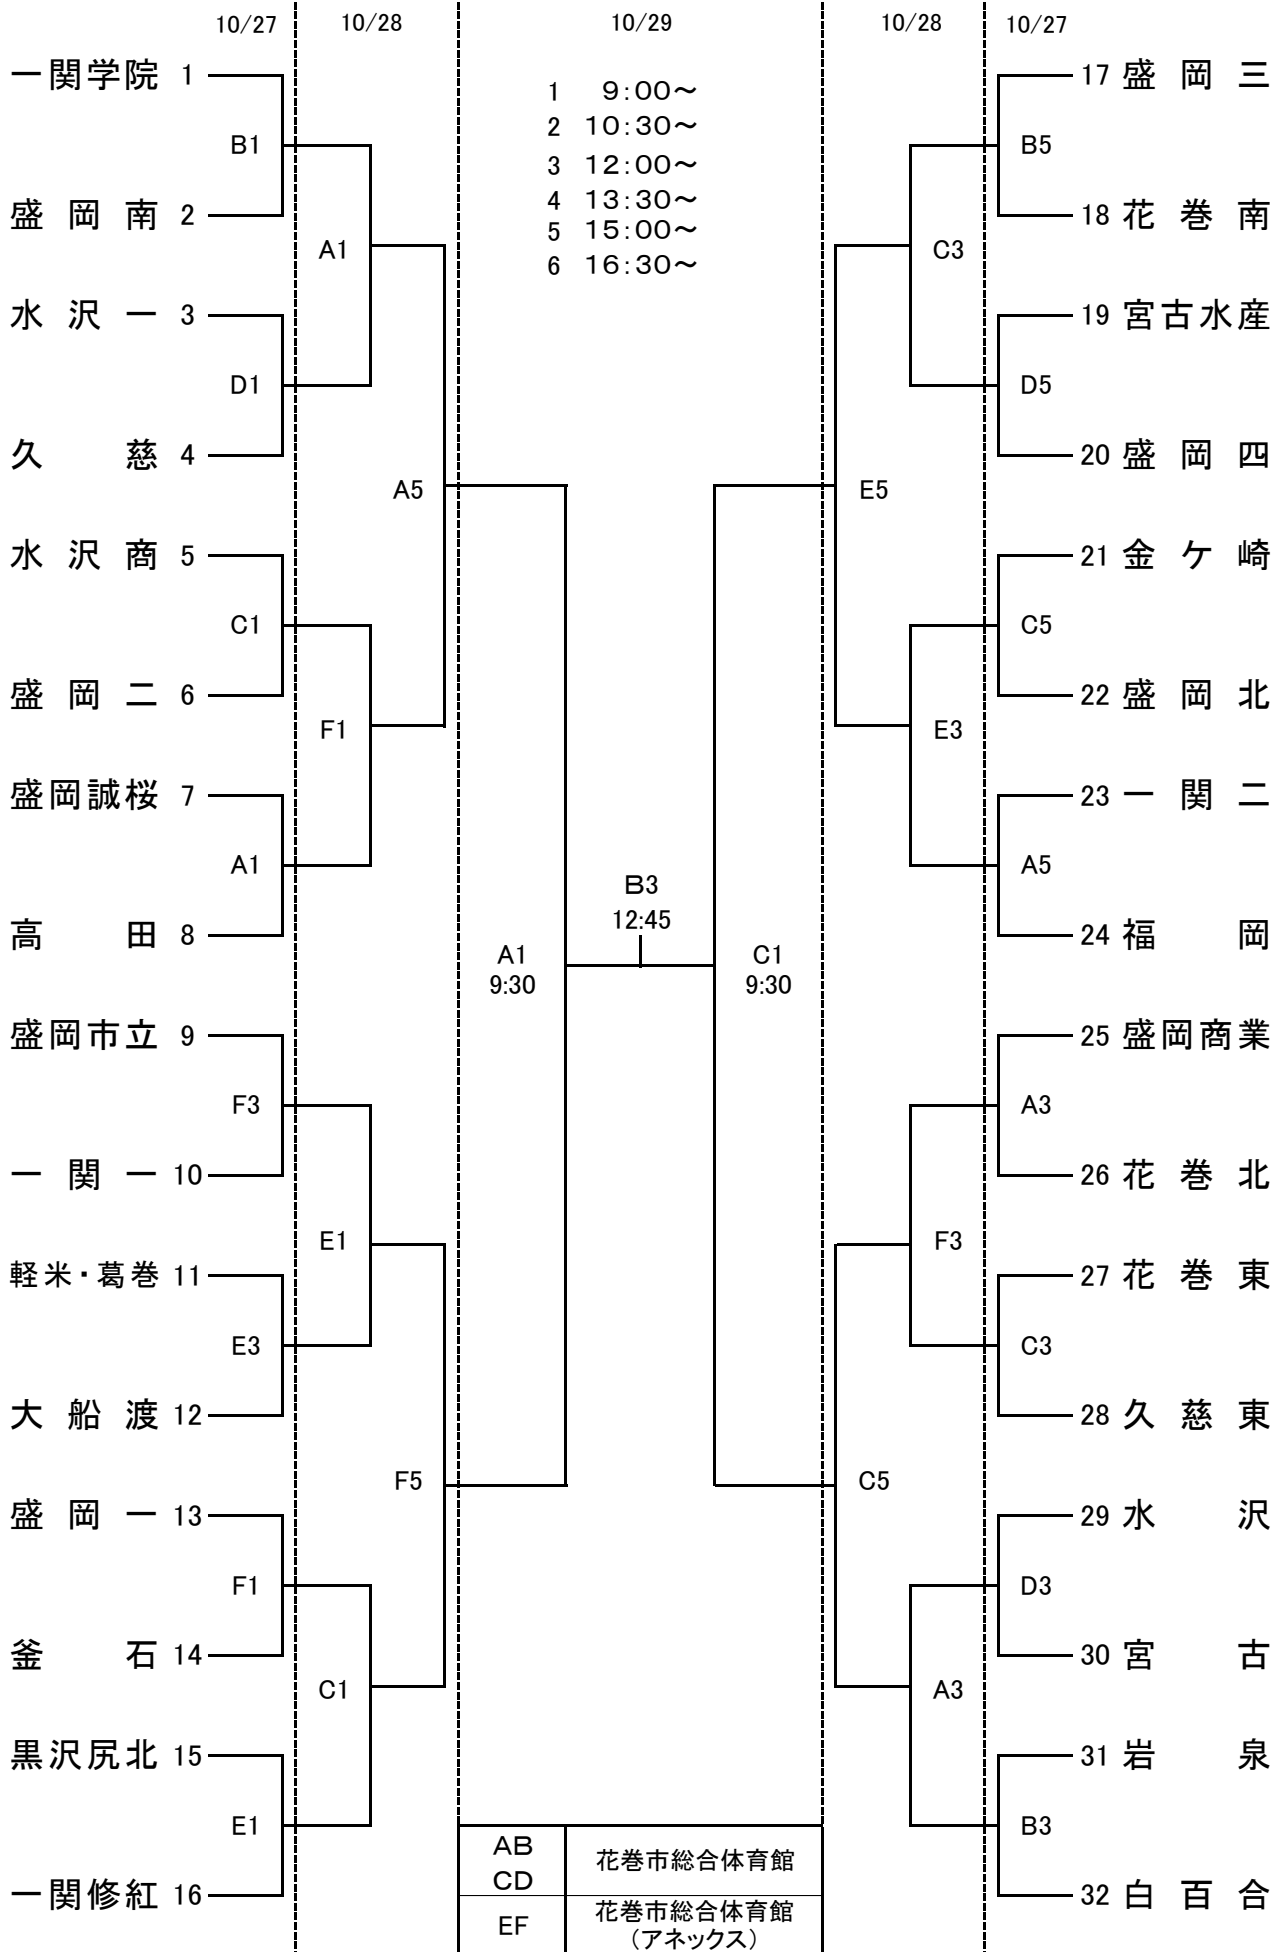 10/27 10/28 10/29 10/28 10/27
1 9:00～
2 10:30～
3 12:00～
4 13:30～
5 15:00～
6 16:30～
一関学院 1
B1
盛岡南 2
A1
水沢一 3
D1
久慈 4
A5
水沢商 5
C1
盛岡二 6
F1
盛岡誠桜 7
A1
高田 8
A1
9:30
盛岡市立 9
F3
一関一 10
E1
軽米・葛巻 11
E3
大船渡 12
F5
盛岡一 13
F1
釜石 14
C1
黒沢尻北 15
E1
一関修紅 16
B3
12:45
17 盛岡三
B5
18 花巻南
C3
19 宮古水産
D5
20 盛岡四
E5
21 金ケ崎
C5
22 盛岡北
E3
23 一関二
A5
24 福岡
C1
9:30
25 盛岡商業
A3
26 花巻北
F3
27 花巻東
C3
28 久慈東
C5
29 水沢
D3
30 宮古
A3
31 岩泉
B3
32 白百合
AB
CD
花巻市総合体育館
EF
花巻市総合体育館
（アネックス）